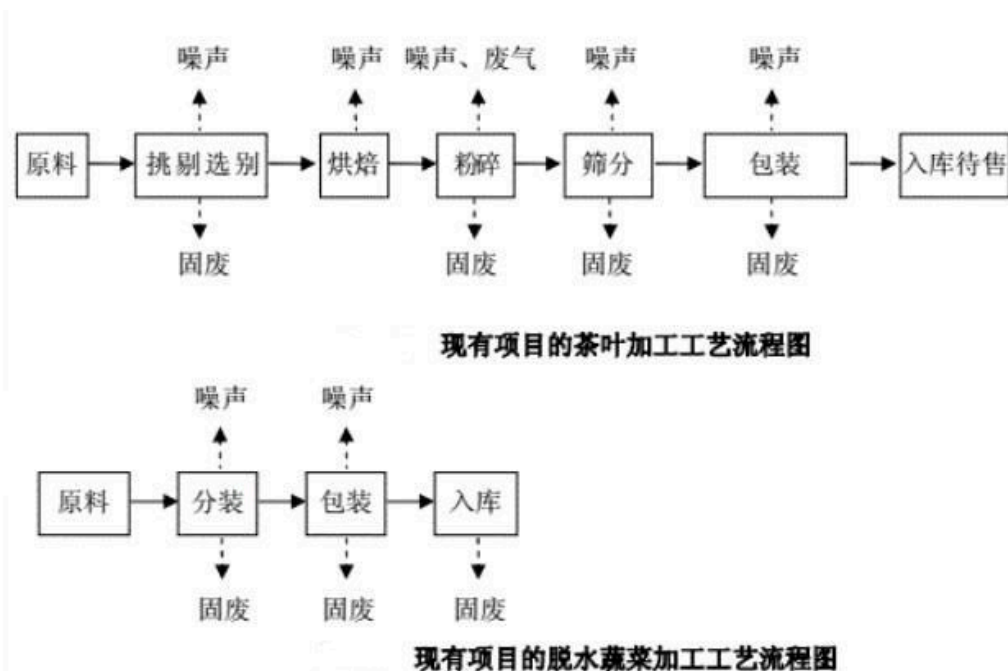 噪声 噪声 噪声、废气 噪声 噪声
原料 挑剔选别 烘焙 粉碎 筛分 包装 入库待售
固废 固废 固废 固废
现有项目的茶叶加工工艺流程图
噪声 噪声
原料 分装 包装 入库
固废 固废 固废
现有项目的脱水蔬菜加工工艺流程图